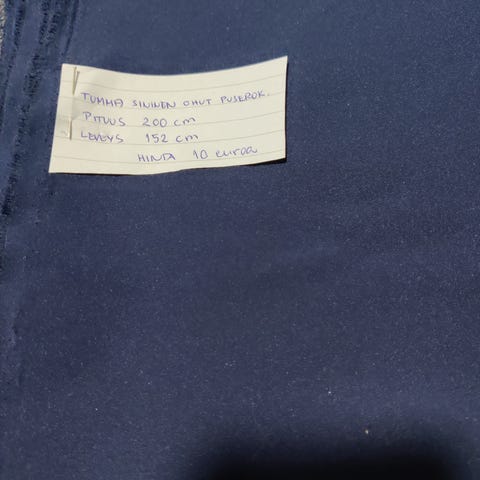 TUMMA SININEN OHUT PUSEROK.
PITUUS 200 cm
LEVEYS 152 cm
HINTA 10 euroa